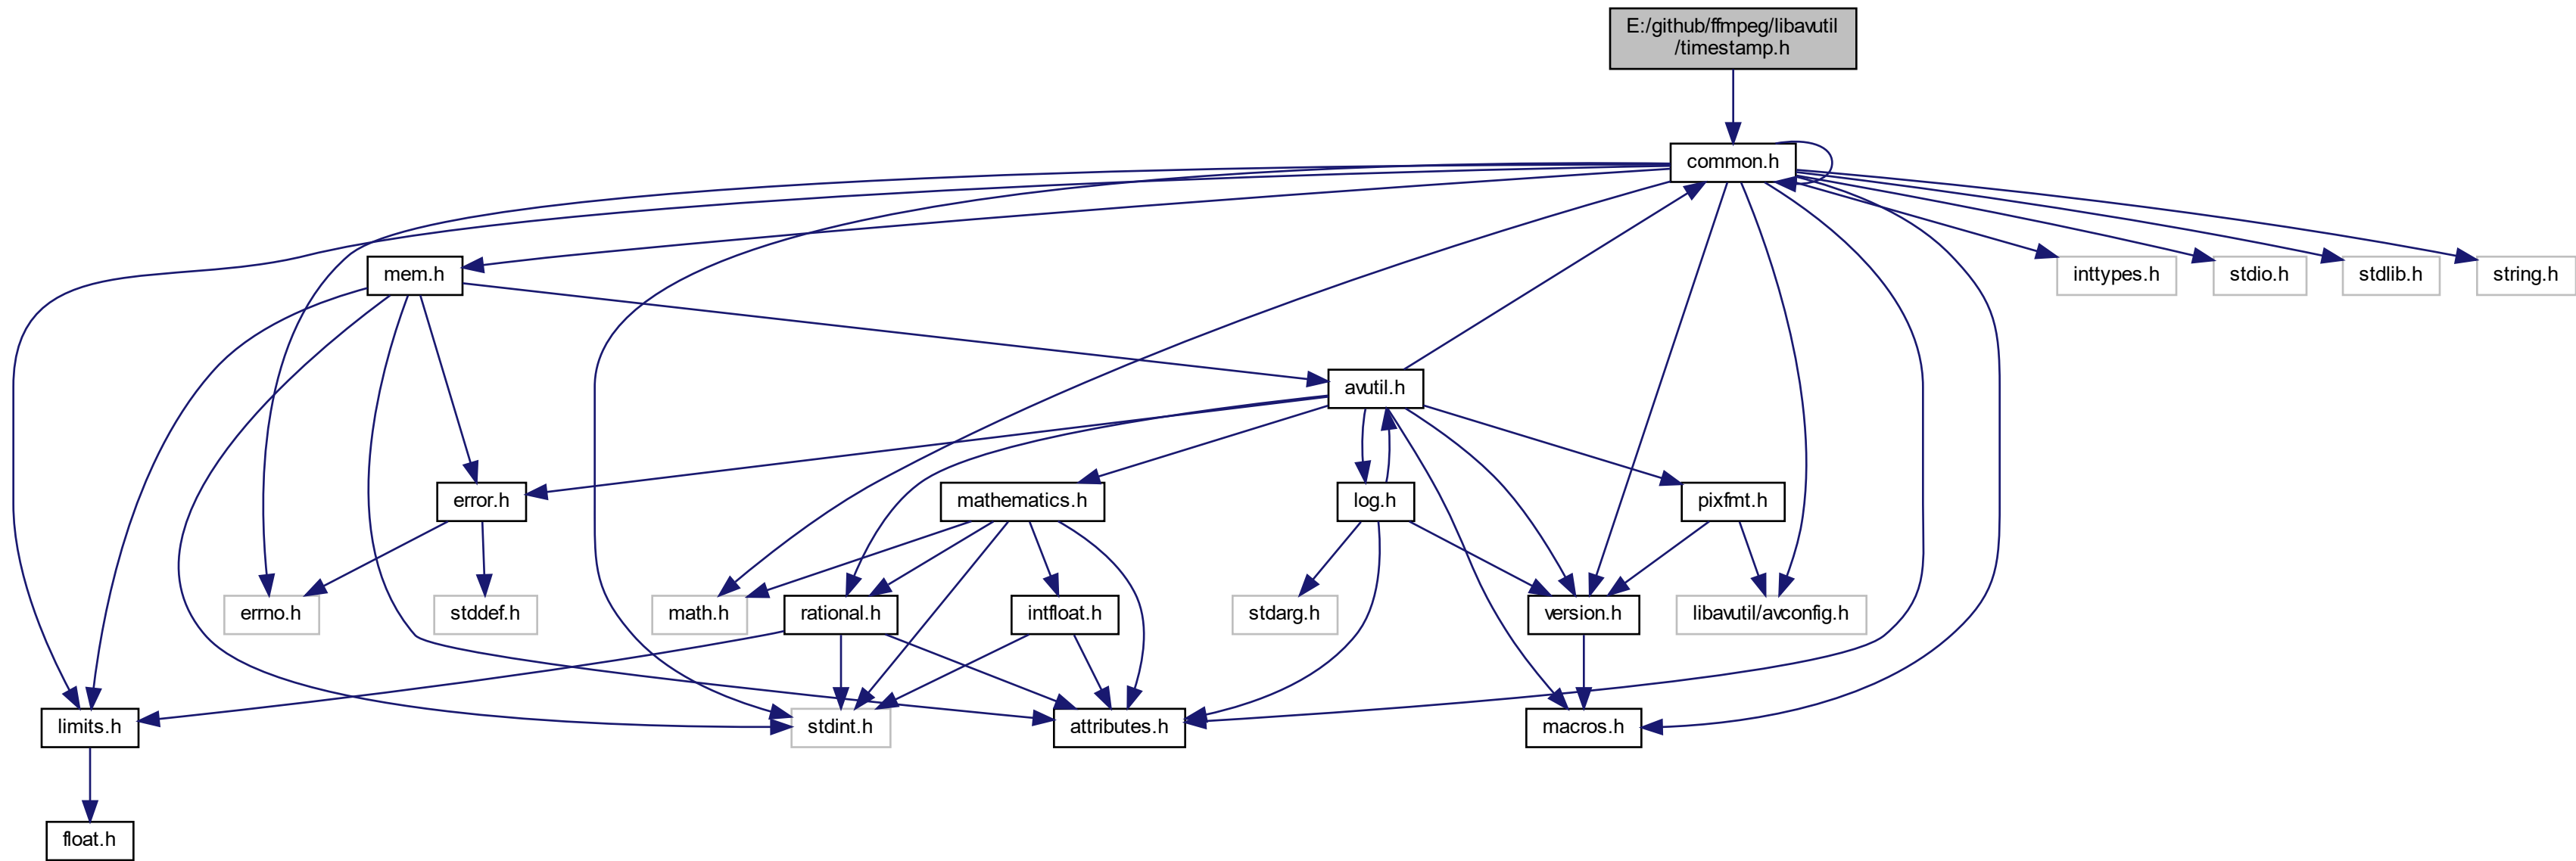 E:/github/ffmpeg/libavutil
/timestamp.h
common.h
mem.h
inttypes.h
stdio.h
stdlib.h
string.h
avutil.h
error.h
mathematics.h
log.h
pixfmt.h
errno.h
stddef.h
math.h
rational.h
intfloat.h
stdarg.h
version.h
libavutil/avconfig.h
limits.h
stdint.h
attributes.h
macros.h
float.h